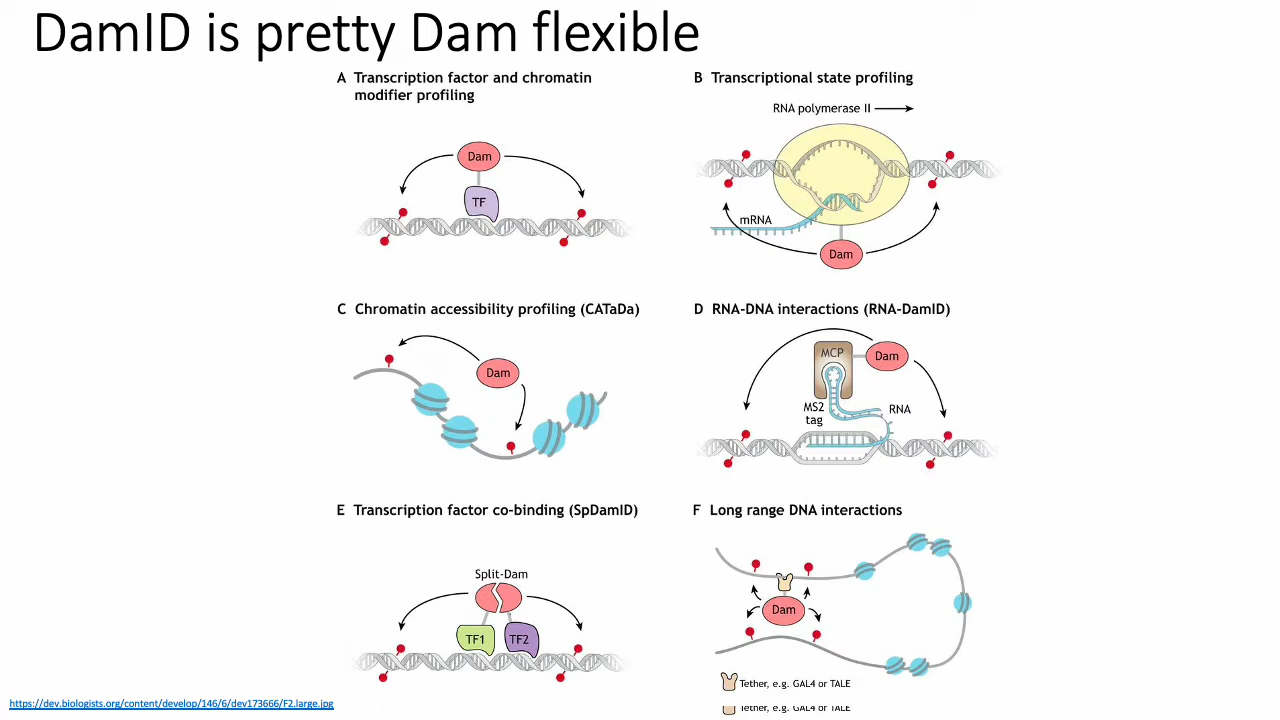 DamID is pretty Dam flexible
A Transcription factor and chromatin
modifier profiling
Dam
TF
B Transcriptional state profiling
RNA polymerase II
mRNA
Dam
C Chromatin accessibility profiling (CATaDa)
Dam
D RNA-DNA interactions (RNA-DamID)
MCP
Dam
MS2
tag
RNA
E Transcription factor co-binding (SpDamID)
Split-Dam
TF1
TF2
F Long range DNA interactions
Dam
Tether, e.g. GAL4 or TALE
Tether, e.g. GAL4 or TALE
https://dev.biologists.org/content/develop/146/6/dev173666/F2.large.jpg